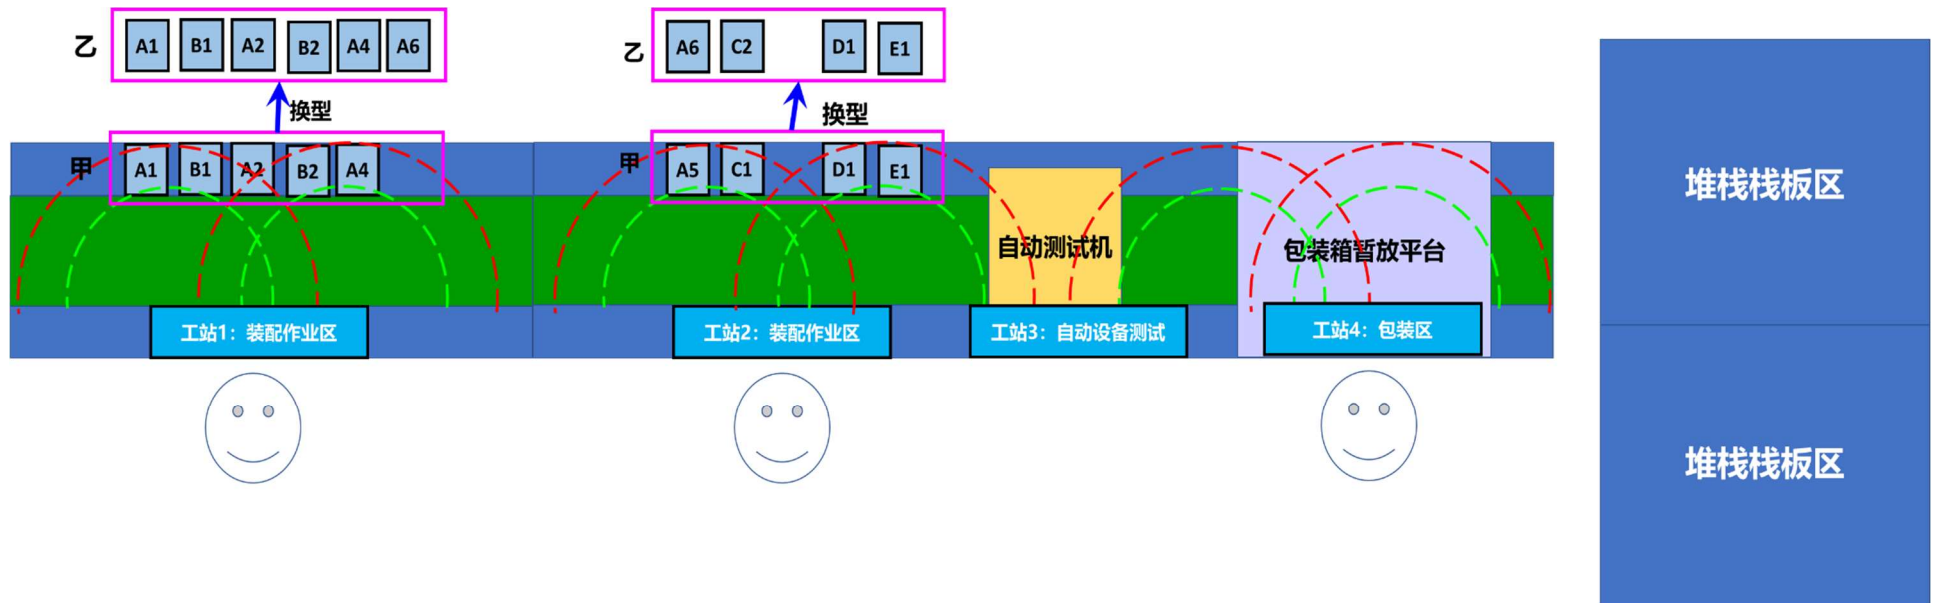 乙 A1 B1 A2 B2 A4 A6
乙 A6 C2 D1 E1
换型
换型
甲 A1 B1 A2 B2 A4
甲 A5 C1 D1 E1
自动测试机
包装箱暂放平台
工站1：装配作业区
工站2：装配作业区
工站3：自动设备测试
工站4：包装区
堆栈栈板区
堆栈栈板区